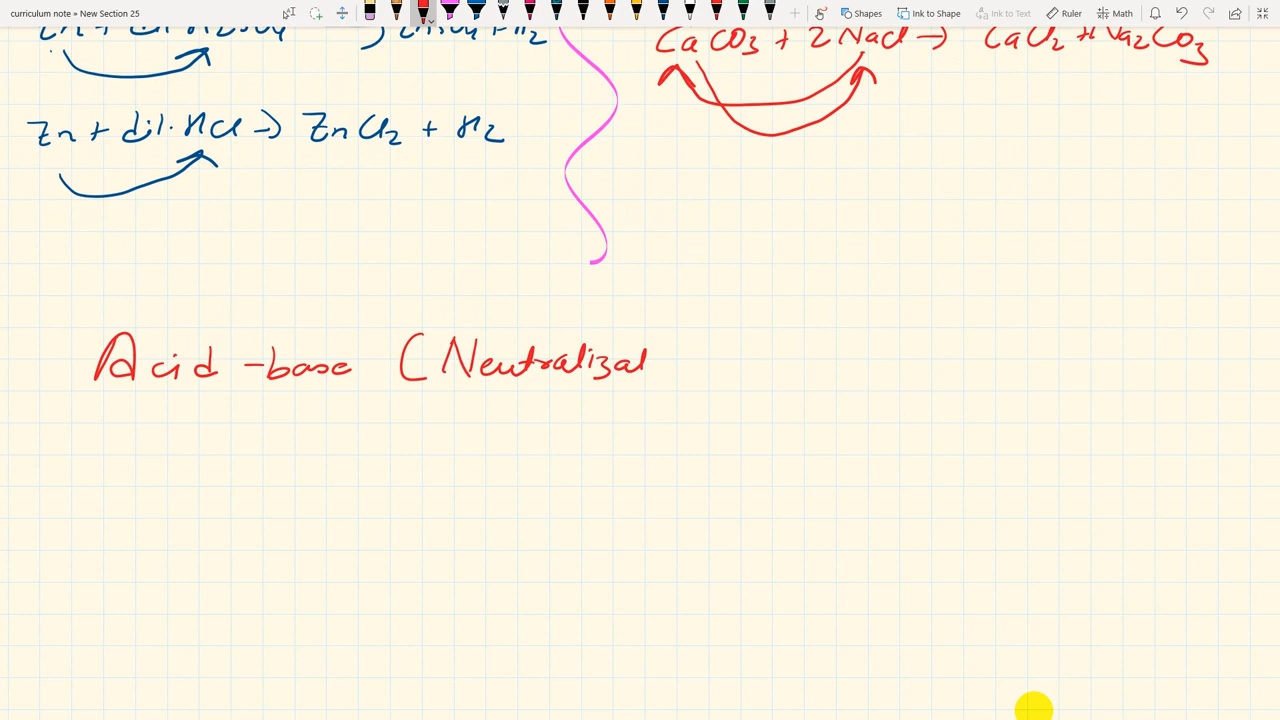 curriculum note » New Section 25
Shapes Ink to Shape Ink to Text Ruler Math
CaCO₃ + 2NaCl → CaCl₂ + Na₂CO₃
Zn + dil. HCl → ZnCl₂ + H₂
Acid-base (Neutralizat